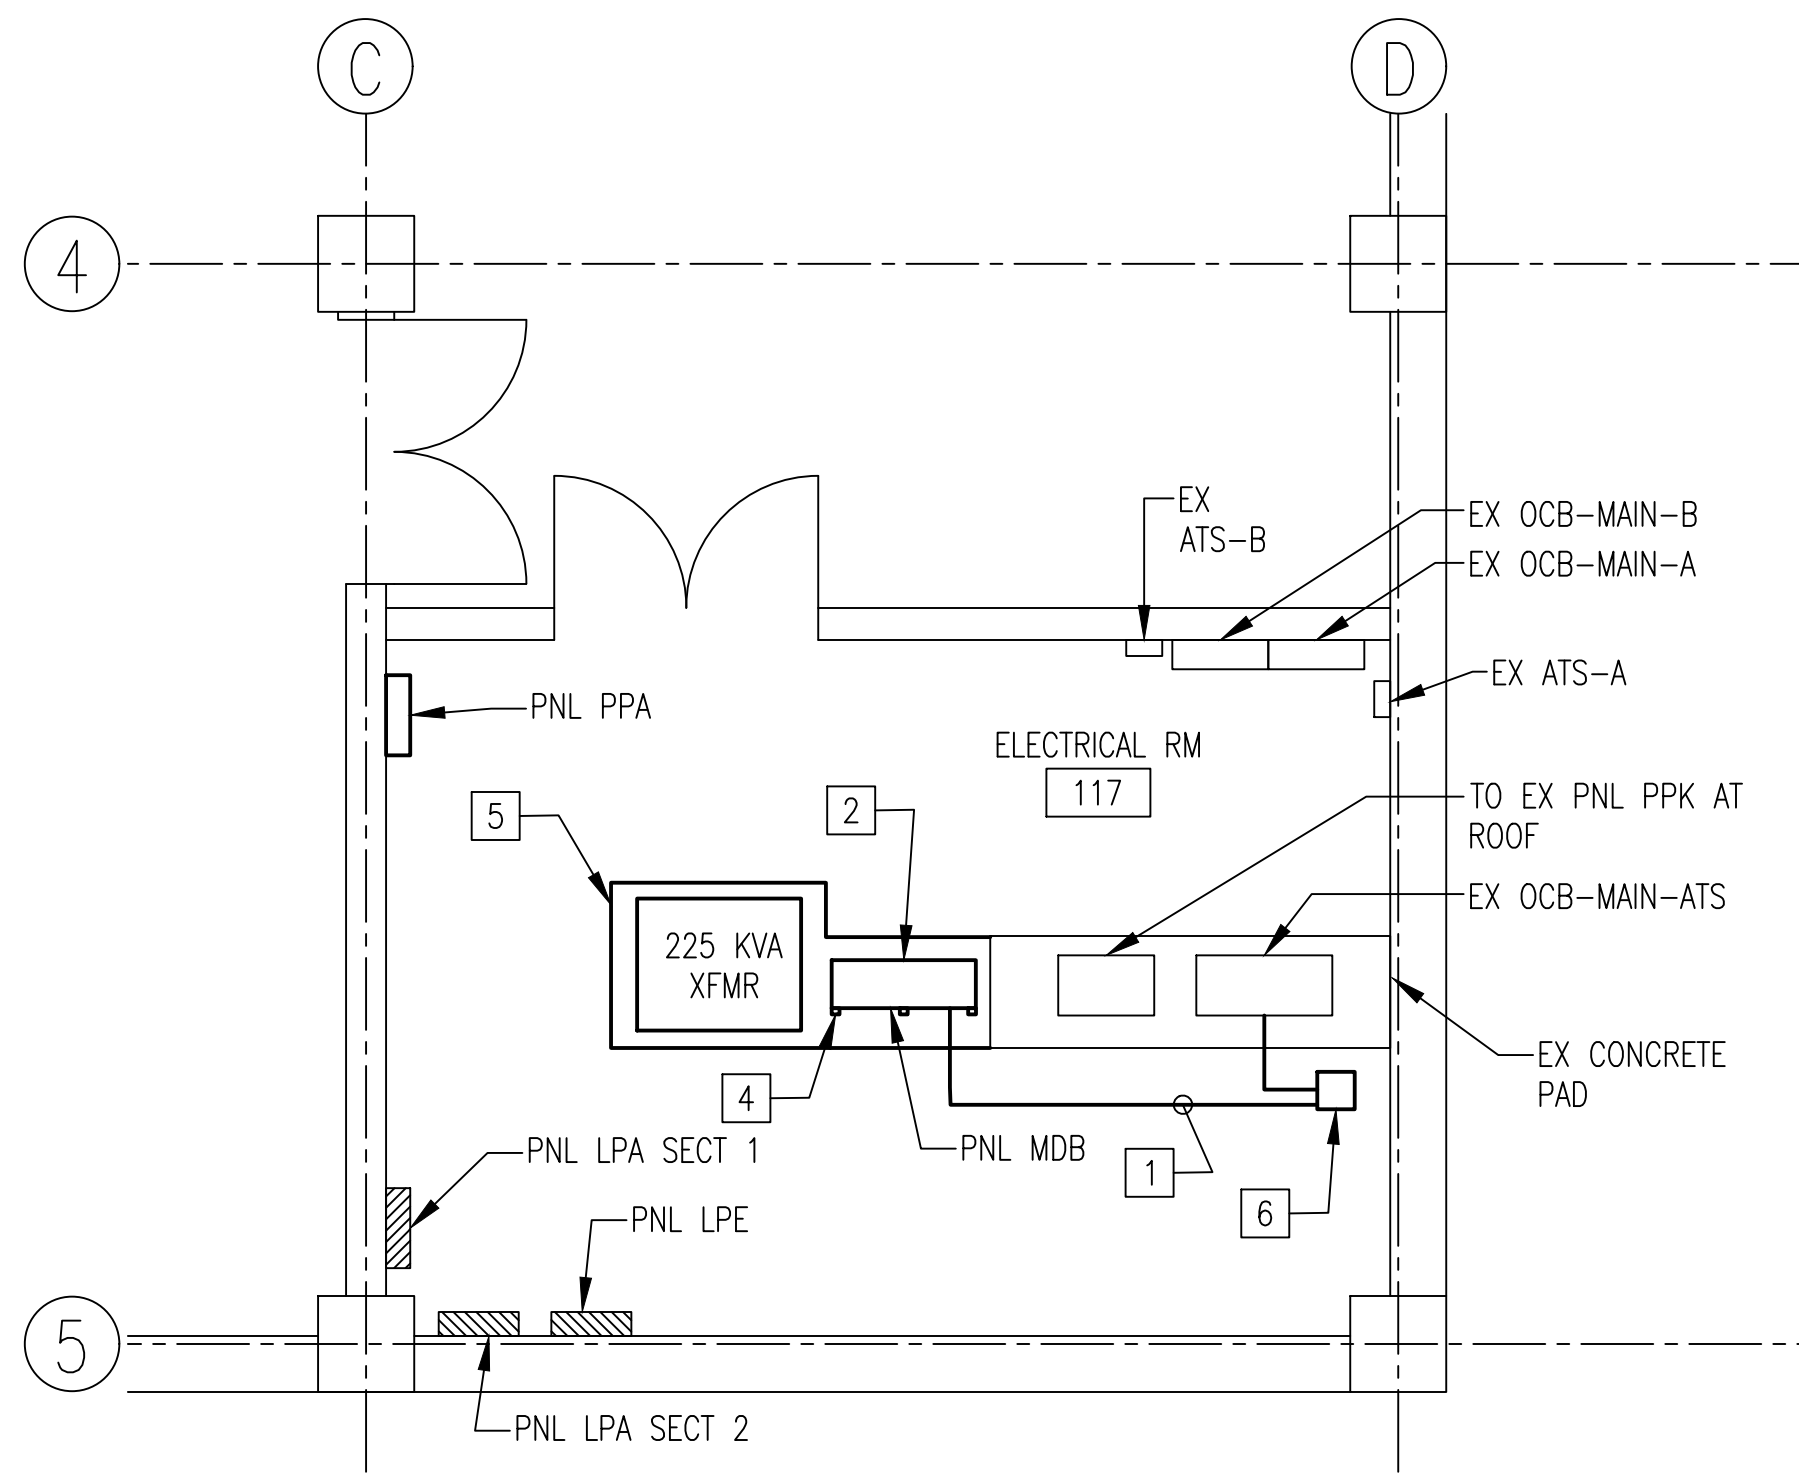 C
D
4
EX
ATS-B
EX OCB-MAIN-B
EX OCB-MAIN-A
EX ATS-A
PNL PPA
ELECTRICAL RM
117
5
2
TO EX PNL PPK AT
ROOF
EX OCB-MAIN-ATS
225 KVA
XFMR
EX CONCRETE
PAD
4
PNL LPA SECT 1
PNL MDB
1
6
PNL LPE
5
PNL LPA SECT 2